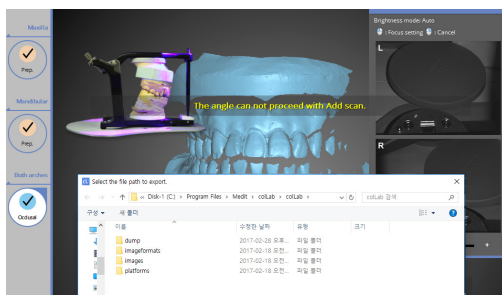 Maxilla
Prep.
Mandibular
Prep.
Both arches
Occlusal
The angle can not proceed with Add scan.
Brightness mode: Auto
: Focus setting : Cancel
L
R
Select the file path to export.
« Disk-1 (C:) › Program Files › Medit › colLab › colLab ›
colLab 검색
구성 새 폴더
이름 수정한 날짜 유형 크기
dump 2017-02-28 오후... 파일 폴더
imageformats 2017-02-18 오전... 파일 폴더
images 2017-02-18 오전... 파일 폴더
platforms 2017-02-18 오전... 파일 폴더